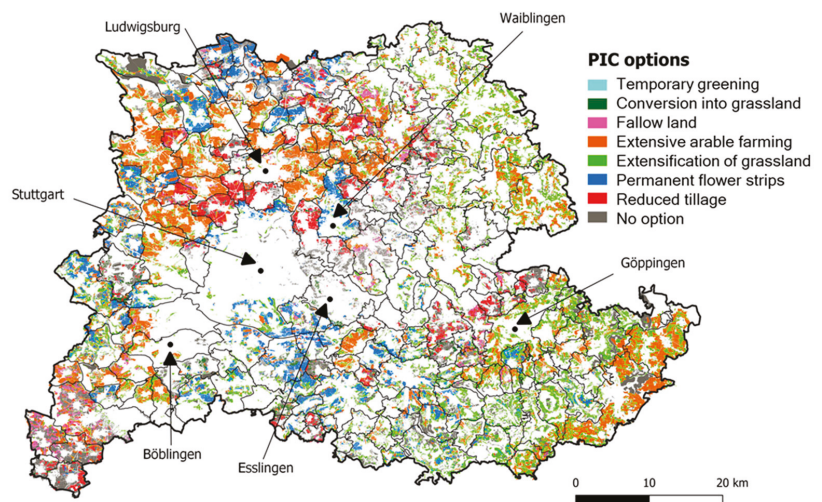 Ludwigsburg
Waiblingen
Stuttgart
Göppingen
Böblingen
Esslingen
PIC options
Temporary greening
Conversion into grassland
Fallow land
Extensive arable farming
Extensification of grassland
Permanent flower strips
Reduced tillage
No option
0 10 20 km